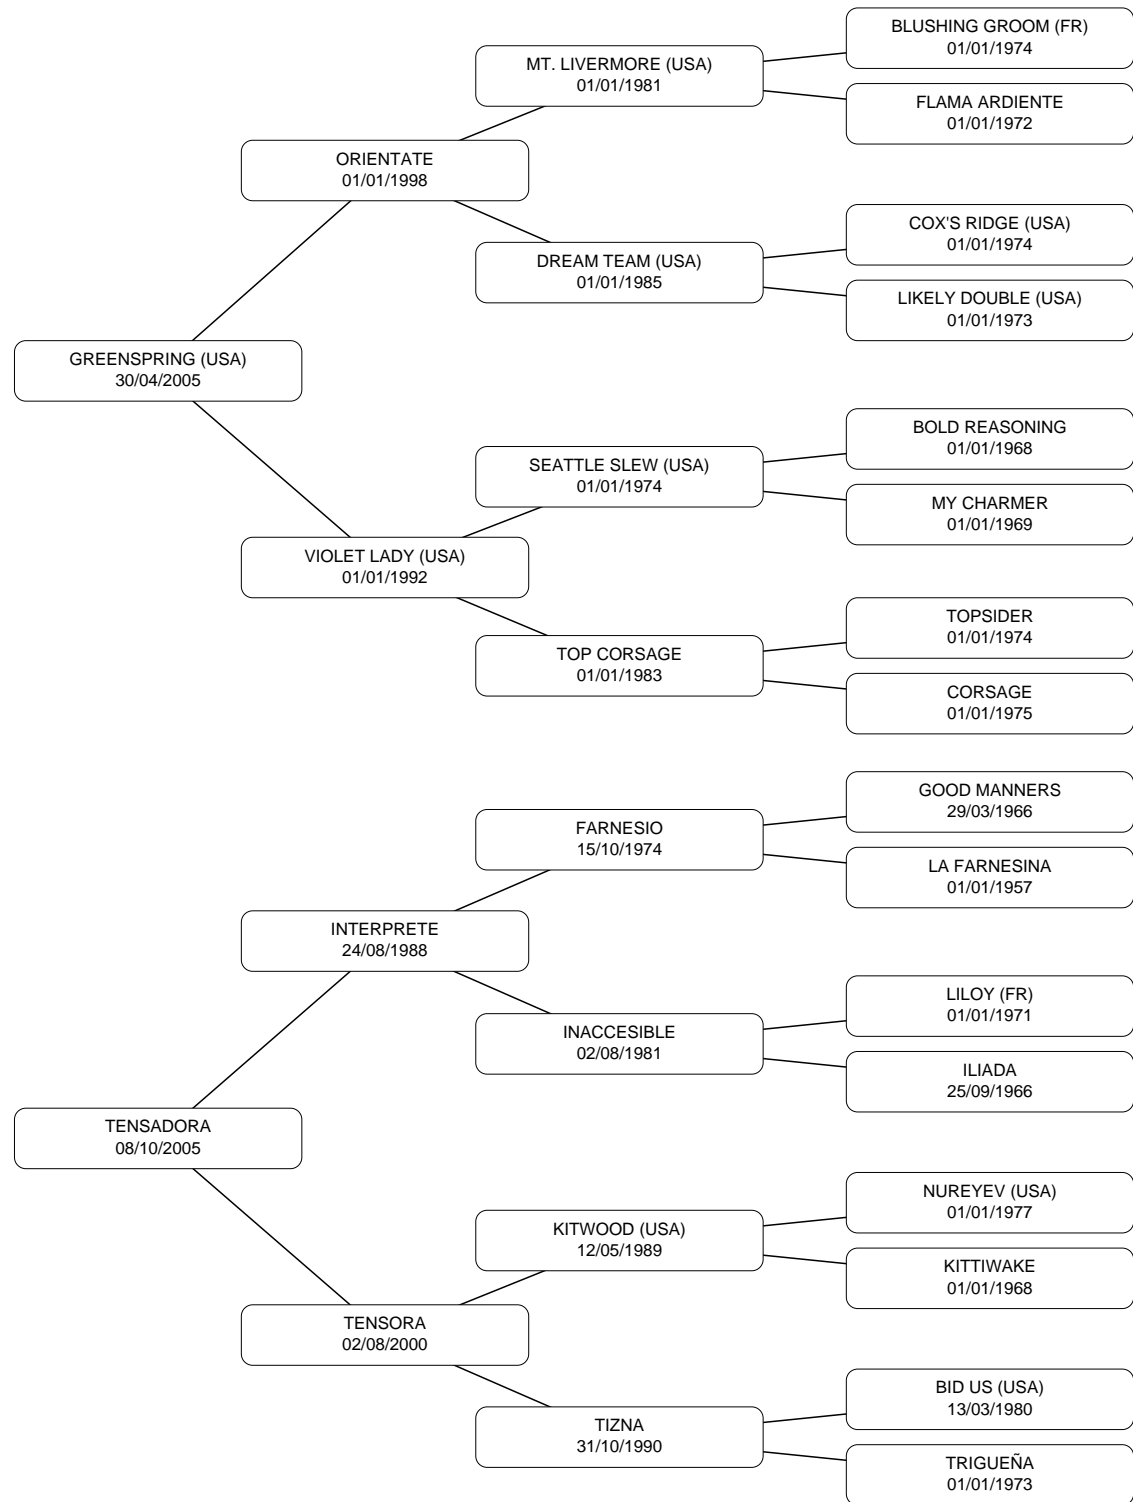 BLUSHING GROOM (FR)
01/01/1974
MT. LIVERMORE (USA)
01/01/1981
FLAMA ARDIENTE
01/01/1972
ORIENTATE
01/01/1998
COX'S RIDGE (USA)
01/01/1974
DREAM TEAM (USA)
01/01/1985
LIKELY DOUBLE (USA)
01/01/1973
GREENSPRING (USA)
30/04/2005
BOLD REASONING
01/01/1968
SEATTLE SLEW (USA)
01/01/1974
MY CHARMER
01/01/1969
VIOLET LADY (USA)
01/01/1992
TOPSIDER
01/01/1974
TOP CORSAGE
01/01/1983
CORSAGE
01/01/1975
GOOD MANNERS
29/03/1966
FARNESIO
15/10/1974
LA FARNESINA
01/01/1957
INTERPRETE
24/08/1988
LILOY (FR)
01/01/1971
INACCESIBLE
02/08/1981
ILIADA
25/09/1966
TENSADORA
08/10/2005
NUREYEV (USA)
01/01/1977
KITWOOD (USA)
12/05/1989
KITTIWAKE
01/01/1968
TENSORA
02/08/2000
BID US (USA)
13/03/1980
TIZNA
31/10/1990
TRIGUEÑA
01/01/1973